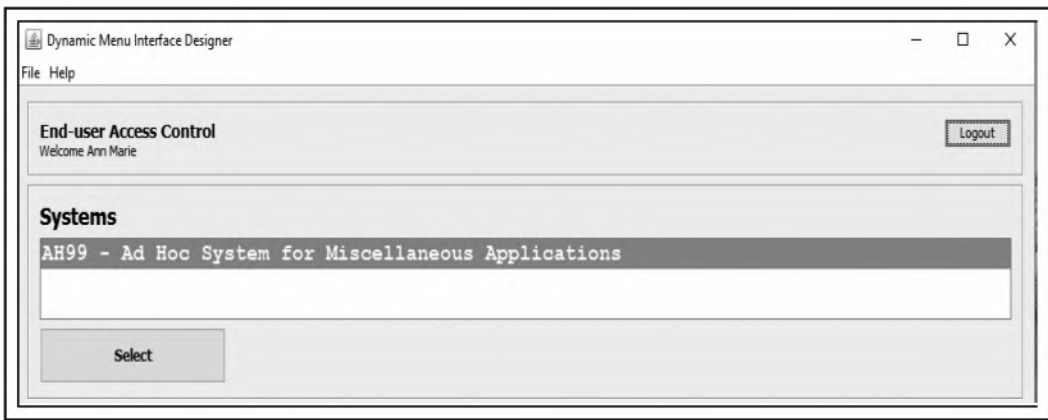 Dynamic Menu Interface Designer
File Help
End-user Access Control
Welcome Ann Marie
Logout
Systems
AH99 - Ad Hoc System for Miscellaneous Applications
Select